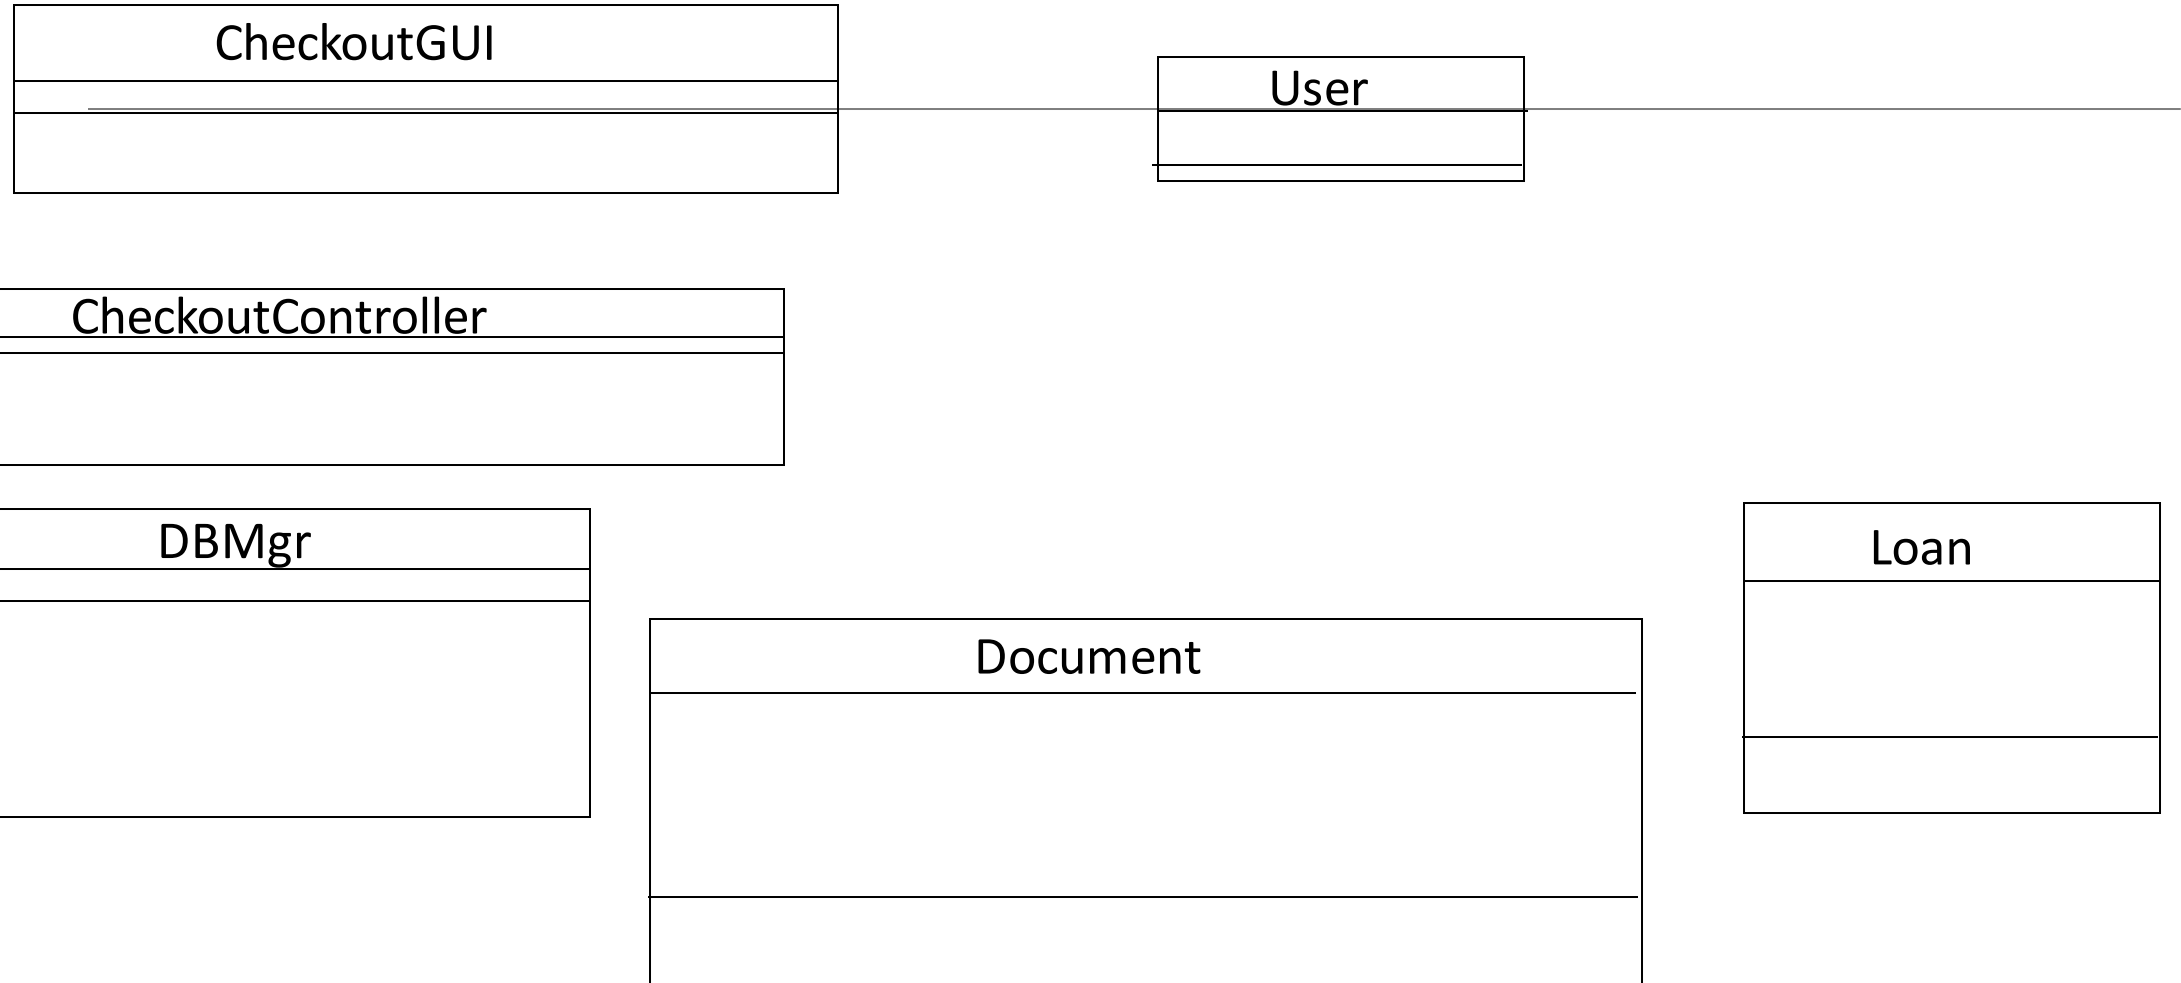 CheckoutGUI
User
CheckoutController
DBMgr
Loan
Document